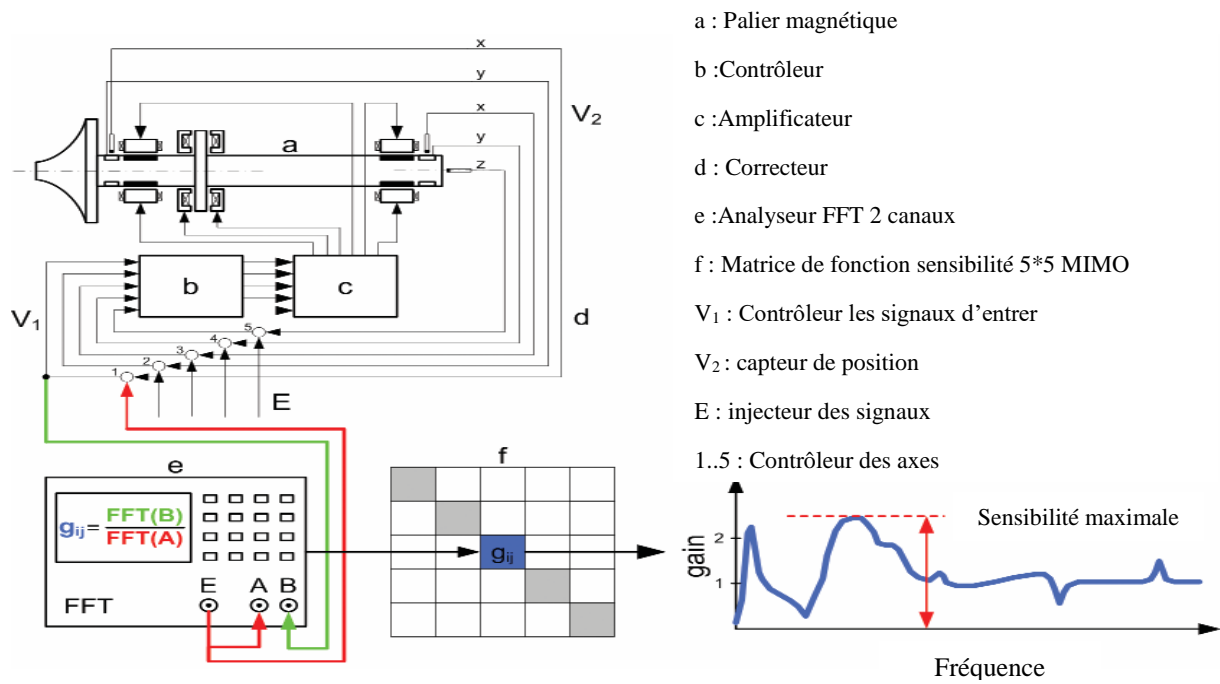 x
y
x
y
z
V2
a
b
c
d
V1
5
4
3
2
1
E
a : Palier magnétique
b :Contrôleur
c :Amplificateur
d : Correcteur
e :Analyseur FFT 2 canaux
f : Matrice de fonction sensibilité 5*5 MIMO
V1 : Contrôleur les signaux d’entrer
V2 : capteur de position
E : injecteur des signaux
1..5 : Contrôleur des axes
e
gij= FFT(B)
FFT(A)
E A B
FFT
f
gij
gain
2
1
Sensibilité maximale
Fréquence